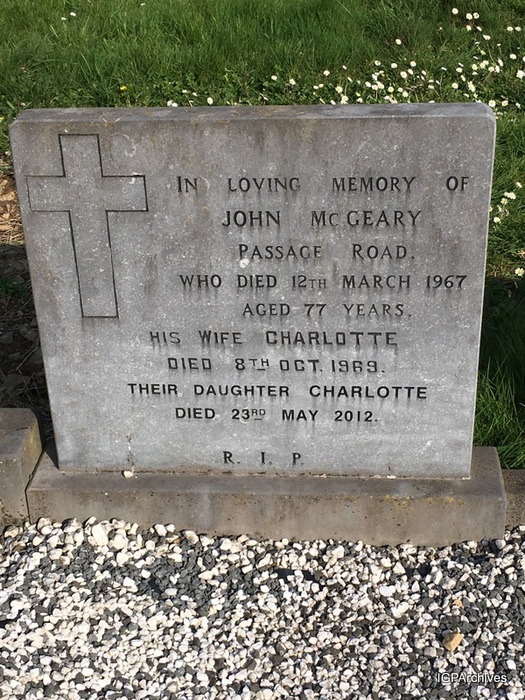 IN LOVING MEMORY OF
JOHN McGEARY
PASSAGE ROAD.
WHO DIED 12TH MARCH 1967
AGED 77 YEARS.
HIS WIFE CHARLOTTE
DIED 8TH OCT. 1969.
THEIR DAUGHTER CHARLOTTE
DIED 23RD MAY 2012.
R. I. P.
IGPArchives